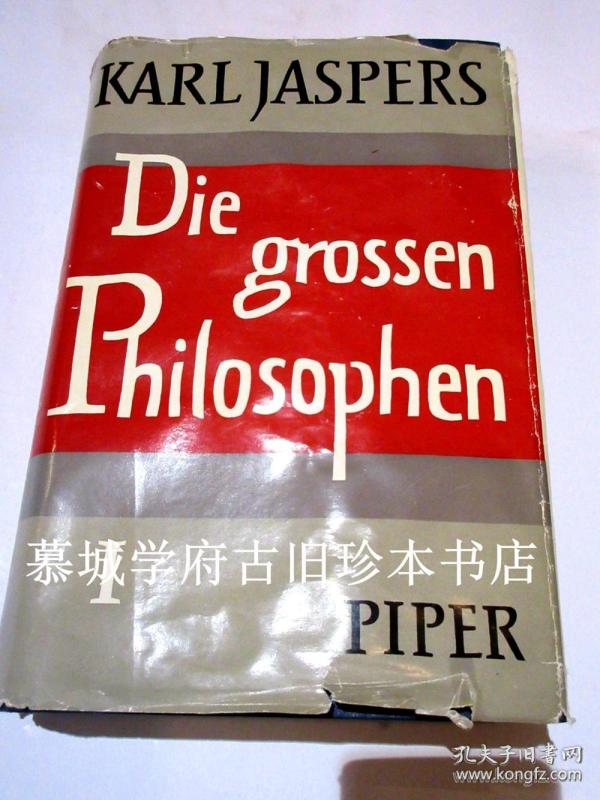 KARL JASPERS
Die
grossen
Philosophen
I
慕城学府古旧珍本书店
PIPER
孔夫子旧書网
www.kongfz.com